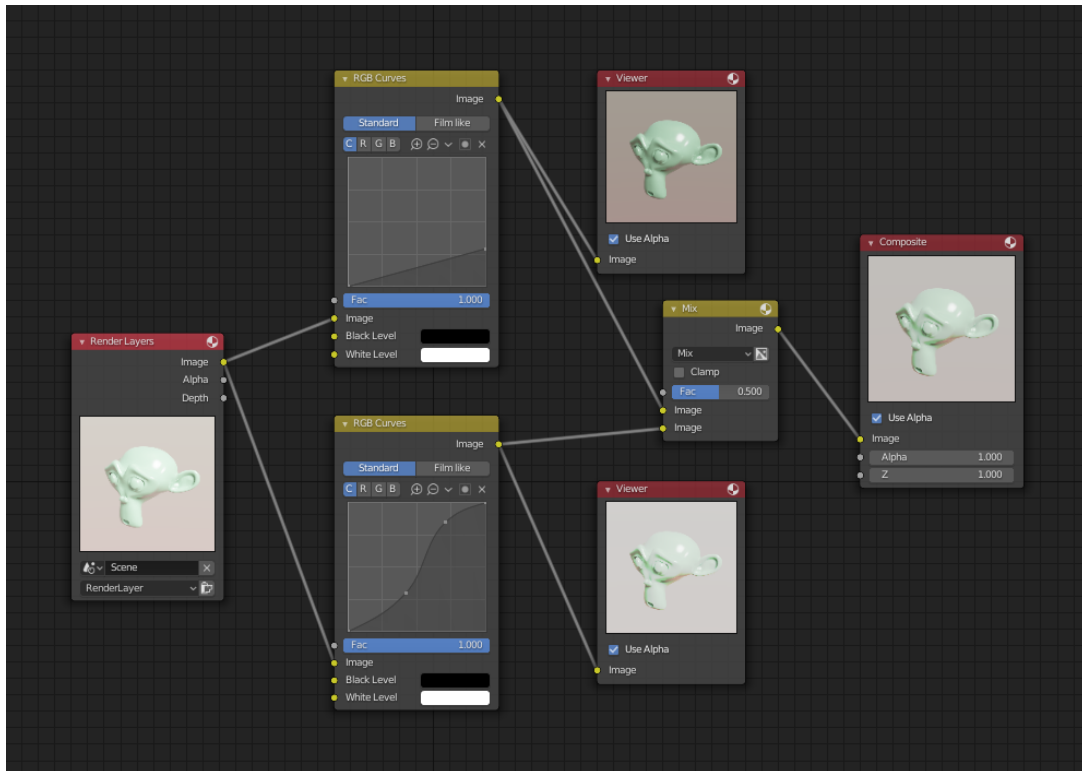 Render Layers
Image
Alpha
Depth
Scene
RenderLayer
RGB Curves
Image
Standard Film like
C R G B
Fac 1.000
Image
Black Level
White Level
RGB Curves
Image
Standard Film like
C R G B
Fac 1.000
Image
Black Level
White Level
Viewer
Use Alpha
Image
Mix
Image
Mix
Clamp
Fac 0.500
Image
Image
Viewer
Use Alpha
Image
Composite
Use Alpha
Image
Alpha 1.000
Z 1.000